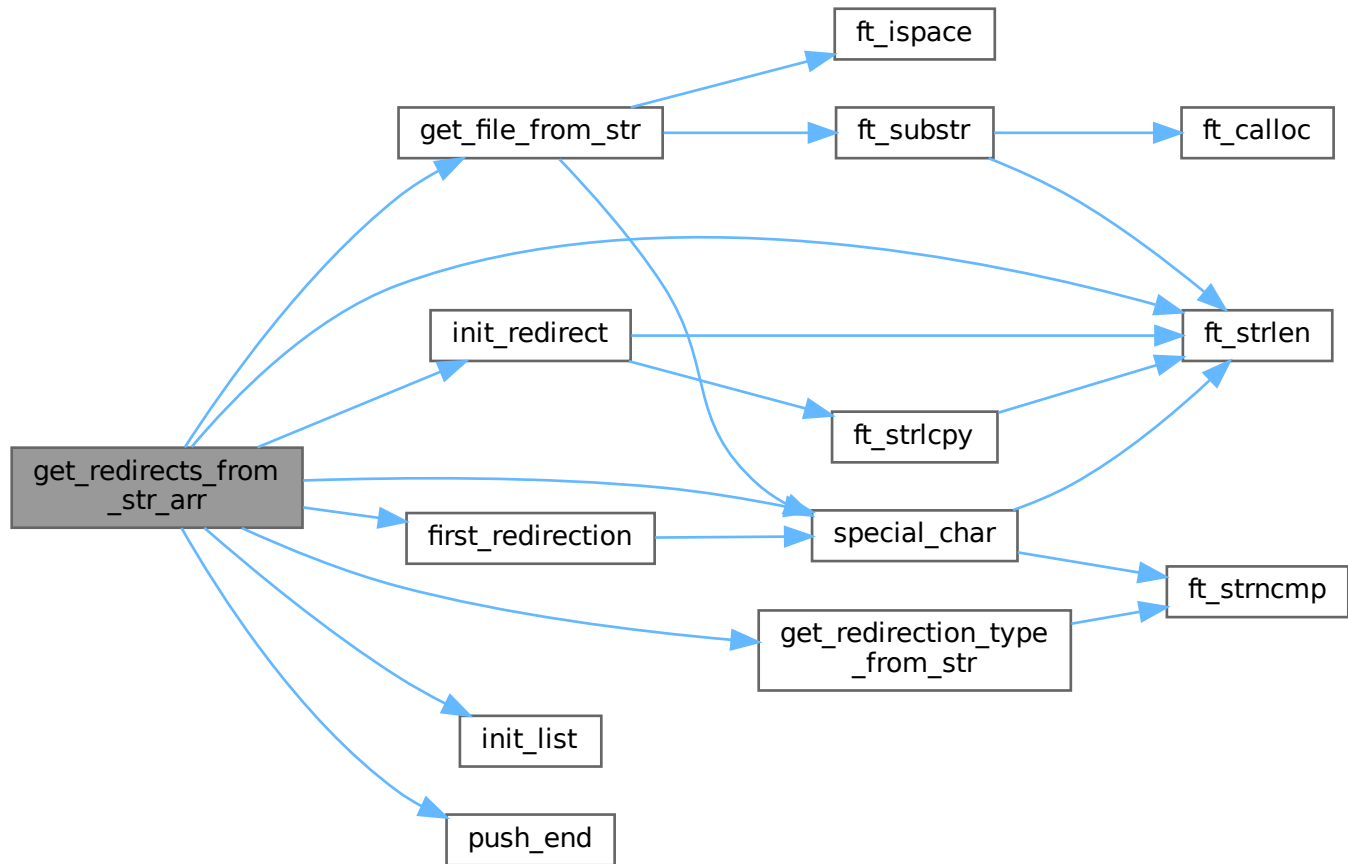 ft_ispace
get_file_from_str
ft_substr
ft_calloc
init_redirect
ft_strlen
ft_strlcpy
get_redirects_from
_str_arr
first_redirection
special_char
ft_strncmp
get_redirection_type
_from_str
init_list
push_end